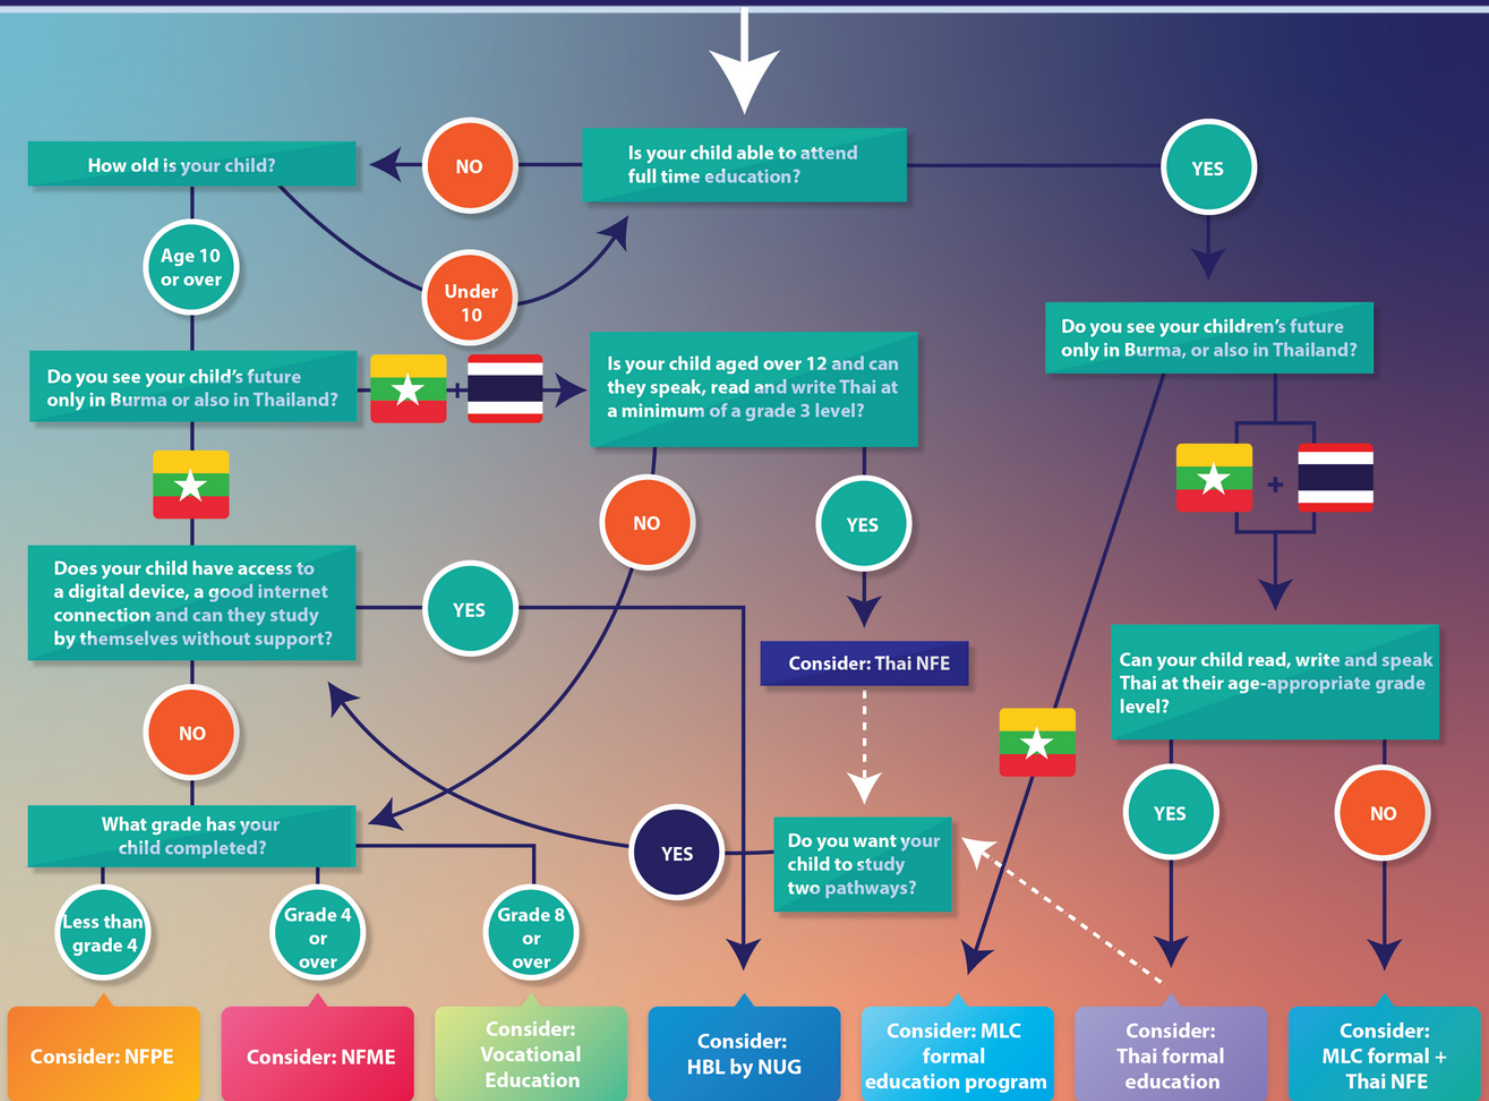 Is your child able to attend
full time education?
NO
YES
How old is your child?
Age 10
or over
Under
10
Do you see your child's future
only in Burma or also in Thailand?
+
Is your child aged over 12 and can
they speak, read and write Thai at
a minimum of a grade 3 level?
Do you see your children's future
only in Burma, or also in Thailand?
+
NO
YES
Does your child have access to
a digital device, a good internet
connection and can they study
by themselves without support?
YES
Consider: Thai NFE
Can your child read, write and speak
Thai at their age-appropriate grade
level?
NO
YES
NO
What grade has your
child completed?
YES
Do you want your
child to study
two pathways?
Less than
grade 4
Grade 4
or
over
Grade 8
or
over
Consider: NFPE
Consider: NFME
Consider:
Vocational
Education
Consider:
HBL by NUG
Consider: MLC
formal
education program
Consider:
Thai formal
education
Consider:
MLC formal +
Thai NFE